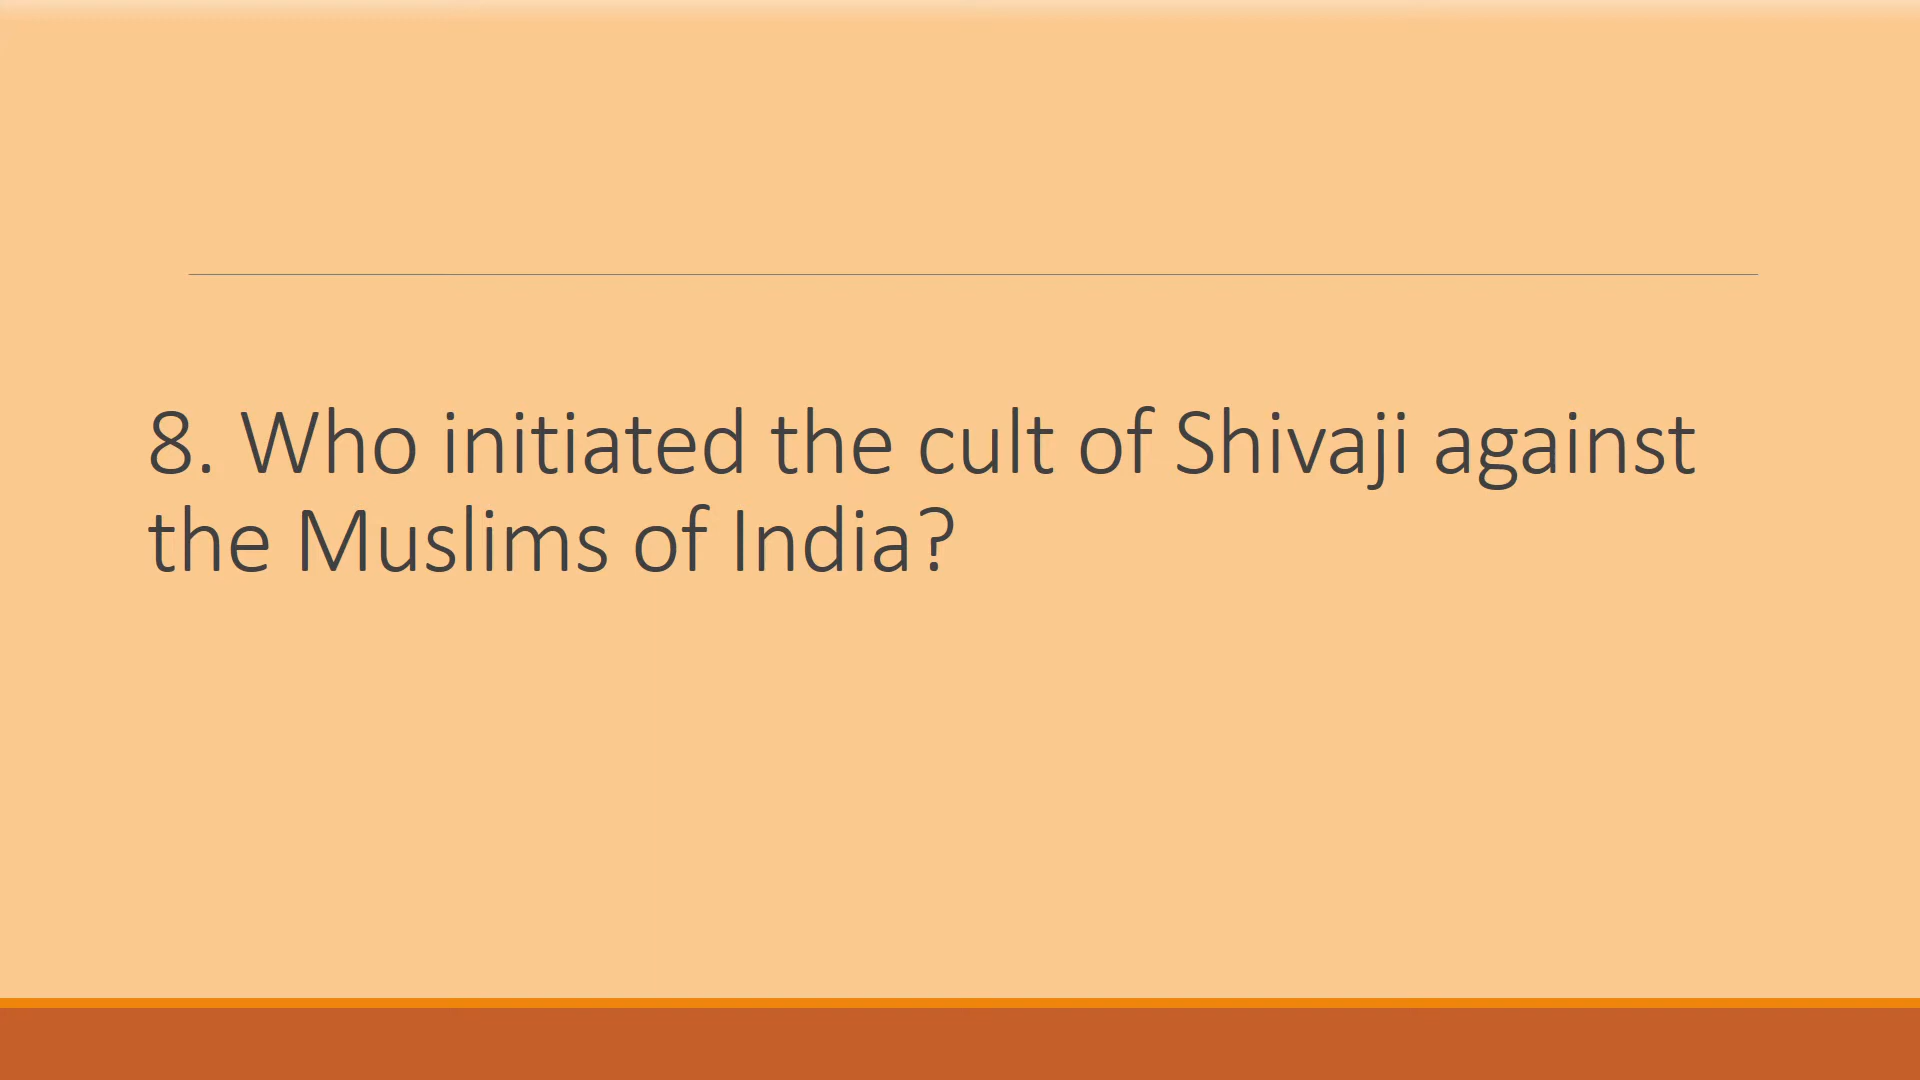 8. Who initiated the cult of Shivaji against
the Muslims of India?